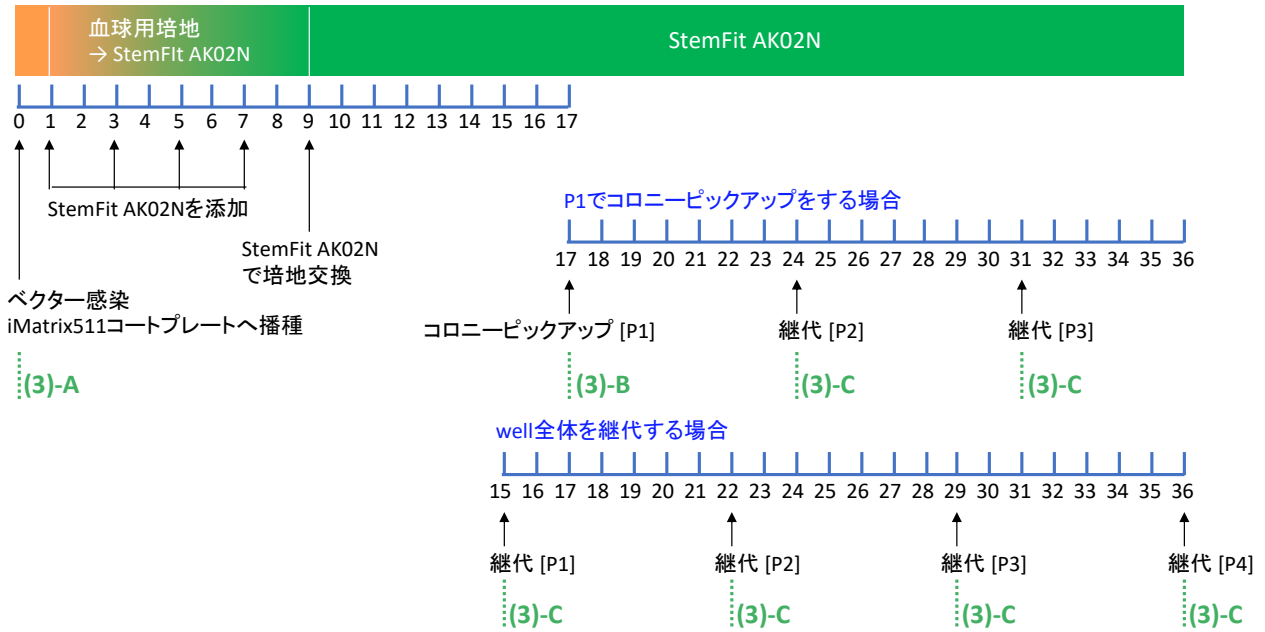 血球用培地
→ StemFIt AK02N
StemFit AK02N
0 1 2 3 4 5 6 7 8 9 10 11 12 13 14 15 16 17
StemFit AK02Nを添加
StemFit AK02N
で培地交換
ベクター感染
iMatrix511コートプレートへ播種
(3)-A
P1でコロニーピックアップをする場合
17 18 19 20 21 22 23 24 25 26 27 28 29 30 31 32 33 34 35 36
コロニーピックアップ [P1] 継代 [P2] 継代 [P3]
(3)-B (3)-C (3)-C
well全体を継代する場合
15 16 17 18 19 20 21 22 23 24 25 26 27 28 29 30 31 32 33 34 35 36
継代 [P1] 継代 [P2] 継代 [P3] 継代 [P4]
(3)-C (3)-C (3)-C (3)-C